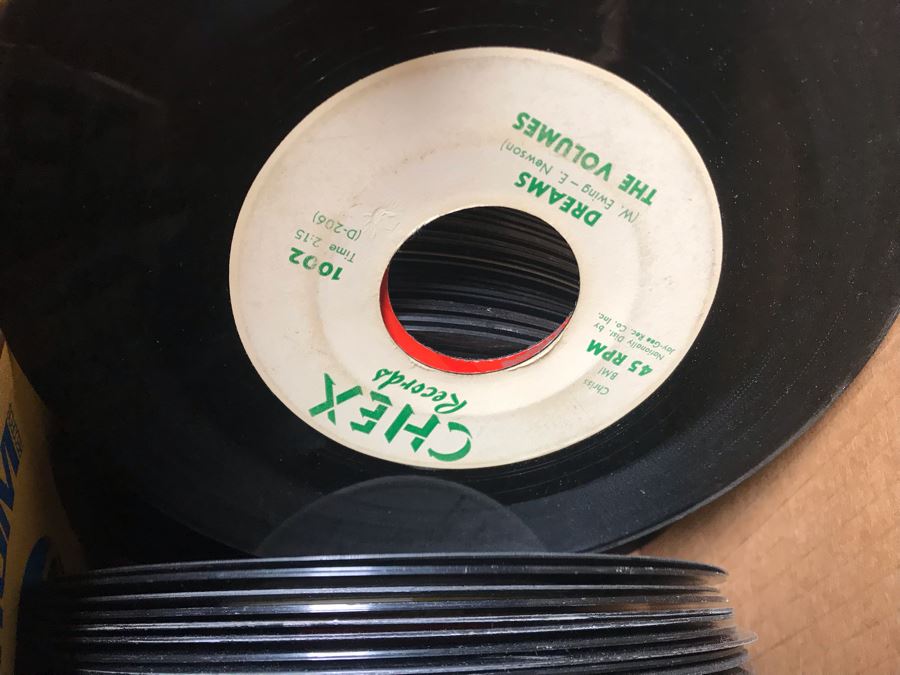 CHEX
Records
45 RPM
Nationally Dist. by
Jay-Gee Rec. Co., Inc.
Chriss
BMI
1002
Time 2:15
(D-206)
DREAMS
(W. Ewing – E. Newson)
THE VOLUMES